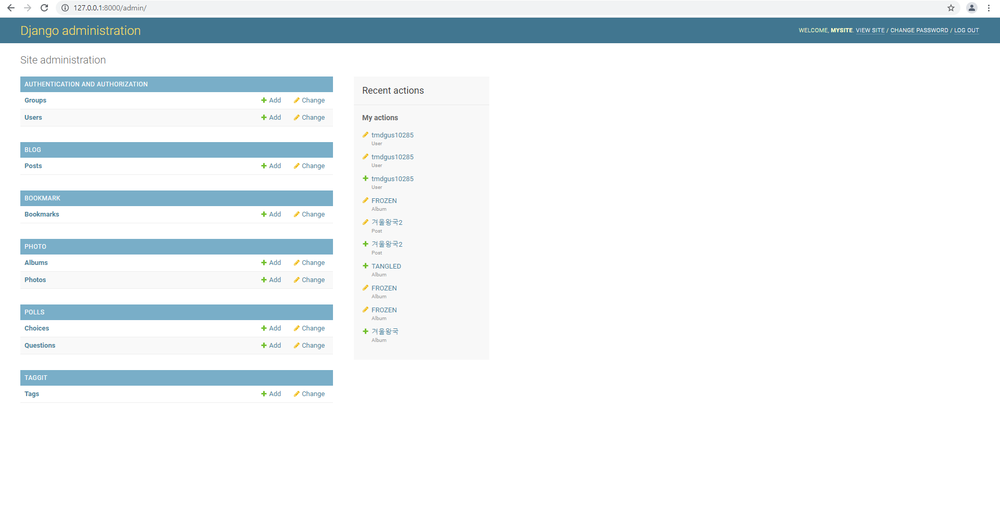 127.0.0.1:8000/admin/
Django administration
WELCOME, MYSITE. VIEW SITE / CHANGE PASSWORD / LOG OUT
Site administration
AUTHENTICATION AND AUTHORIZATION
Groups Add Change
Users Add Change
BLOG
Posts Add Change
BOOKMARK
Bookmarks Add Change
PHOTO
Albums Add Change
Photos Add Change
POLLS
Choices Add Change
Questions Add Change
TAGGIT
Tags Add Change
Recent actions
My actions
tmdgus10285
User
tmdgus10285
User
tmdgus10285
User
FROZEN
Album
겨울왕국2
Post
겨울왕국2
Post
TANGLED
Album
FROZEN
Album
FROZEN
Album
겨울왕국
Album